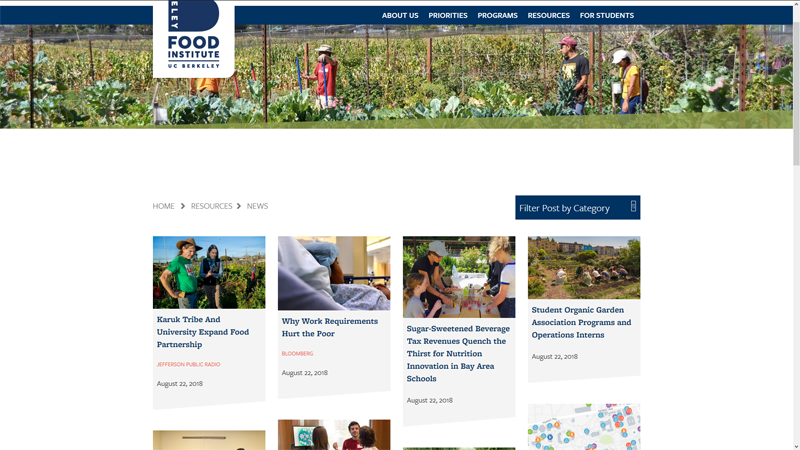 ELEY
FOOD
INSTITUTE
UC BERKELEY
ABOUT US PRIORITIES PROGRAMS RESOURCES FOR STUDENTS
HOME RESOURCES NEWS
Filter Post by Category
Karuk Tribe And
University Expand Food
Partnership
JEFFERSON PUBLIC RADIO
August 22, 2018
Why Work Requirements
Hurt the Poor
BLOOMBERG
August 22, 2018
Sugar-Sweetened Beverage
Tax Revenues Quench the
Thirst for Nutrition
Innovation in Bay Area
Schools
August 22, 2018
Student Organic Garden
Association Programs and
Operations Interns
August 22, 2018